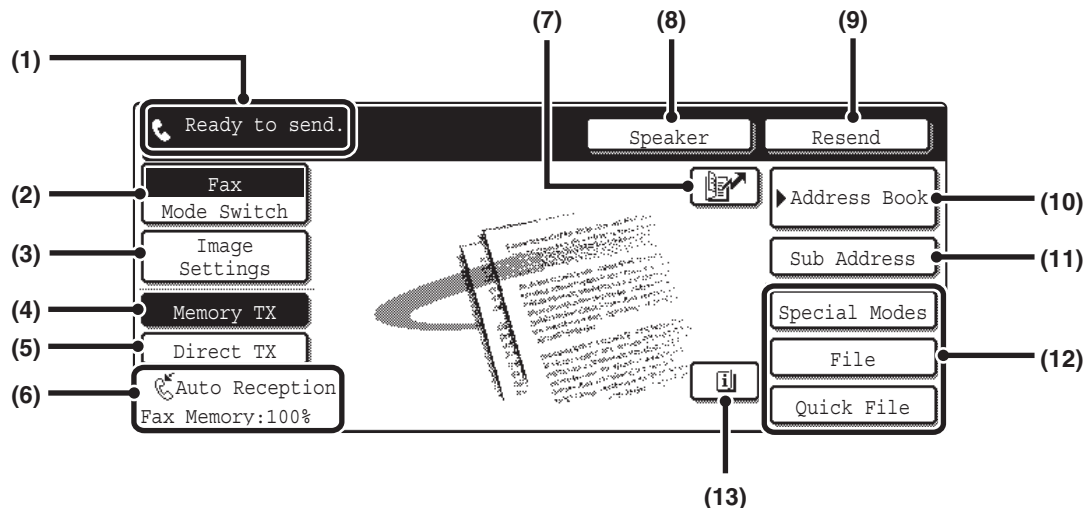 (7)
(8)
(9)
(1)
Ready to send.
Speaker
Resend
(2)
Fax
Mode Switch
Address Book
(10)
(3)
Image
Settings
Sub Address
(11)
(4)
Memory TX
Special Modes
(5)
Direct TX
File
(12)
(6)
Auto Reception
Fax Memory:100%
i
Quick File
(13)